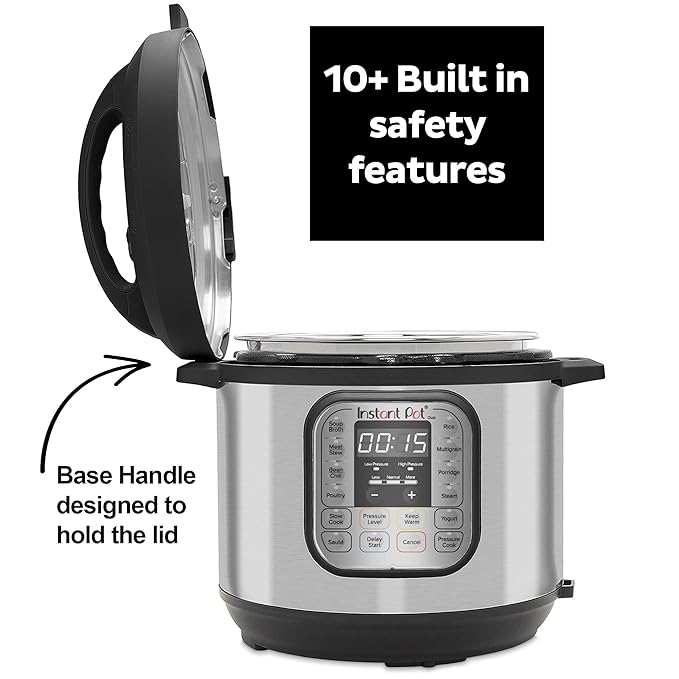 10+ Built in
safety
features
Base Handle
designed to
hold the lid
Instant Pot® Duo
00:15
Low Pressure High Pressure
Less Normal More
− +
Soup
Broth
Meat
Stew
Bean
Chili
Poultry
Slow
Cook
Sauté
Pressure
Level
Keep
Warm
Delay
Start
Cancel
Rice
Multigrain
Porridge
Steam
Yogurt
Pressure
Cook